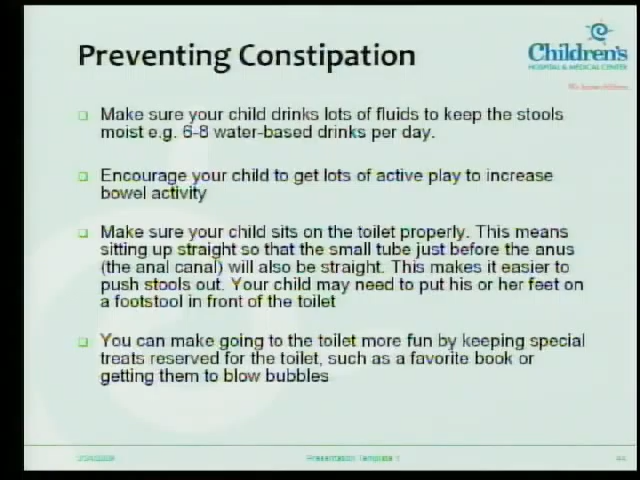 Preventing Constipation
Children's
HOSPITAL & MEDICAL CENTER
Make sure your child drinks lots of fluids to keep the stools
moist e.g. 6-8 water-based drinks per day.
Encourage your child to get lots of active play to increase
bowel activity
Make sure your child sits on the toilet properly. This means
sitting up straight so that the small tube just before the anus
(the anal canal) will also be straight. This makes it easier to
push stools out. Your child may need to put his or her feet on
a footstool in front of the toilet
You can make going to the toilet more fun by keeping special
treats reserved for the toilet, such as a favorite book or
getting them to blow bubbles
Presentation Template